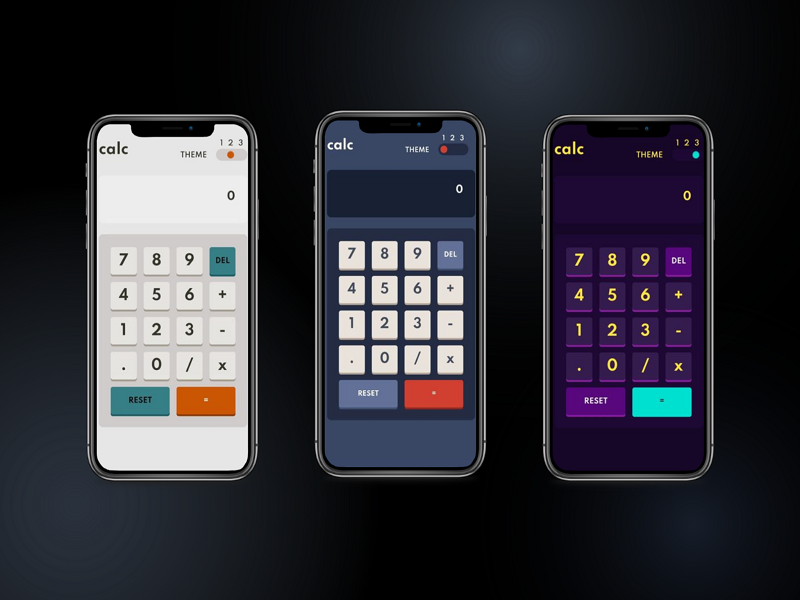 1 2 3
calc
THEME
0
7 8 9 DEL
4 5 6 +
1 2 3 -
. 0 / x
RESET =
1 2 3
calc
THEME
0
7 8 9 DEL
4 5 6 +
1 2 3 -
. 0 / x
RESET =
1 2 3
calc
THEME
0
7 8 9 DEL
4 5 6 +
1 2 3 -
. 0 / x
RESET =